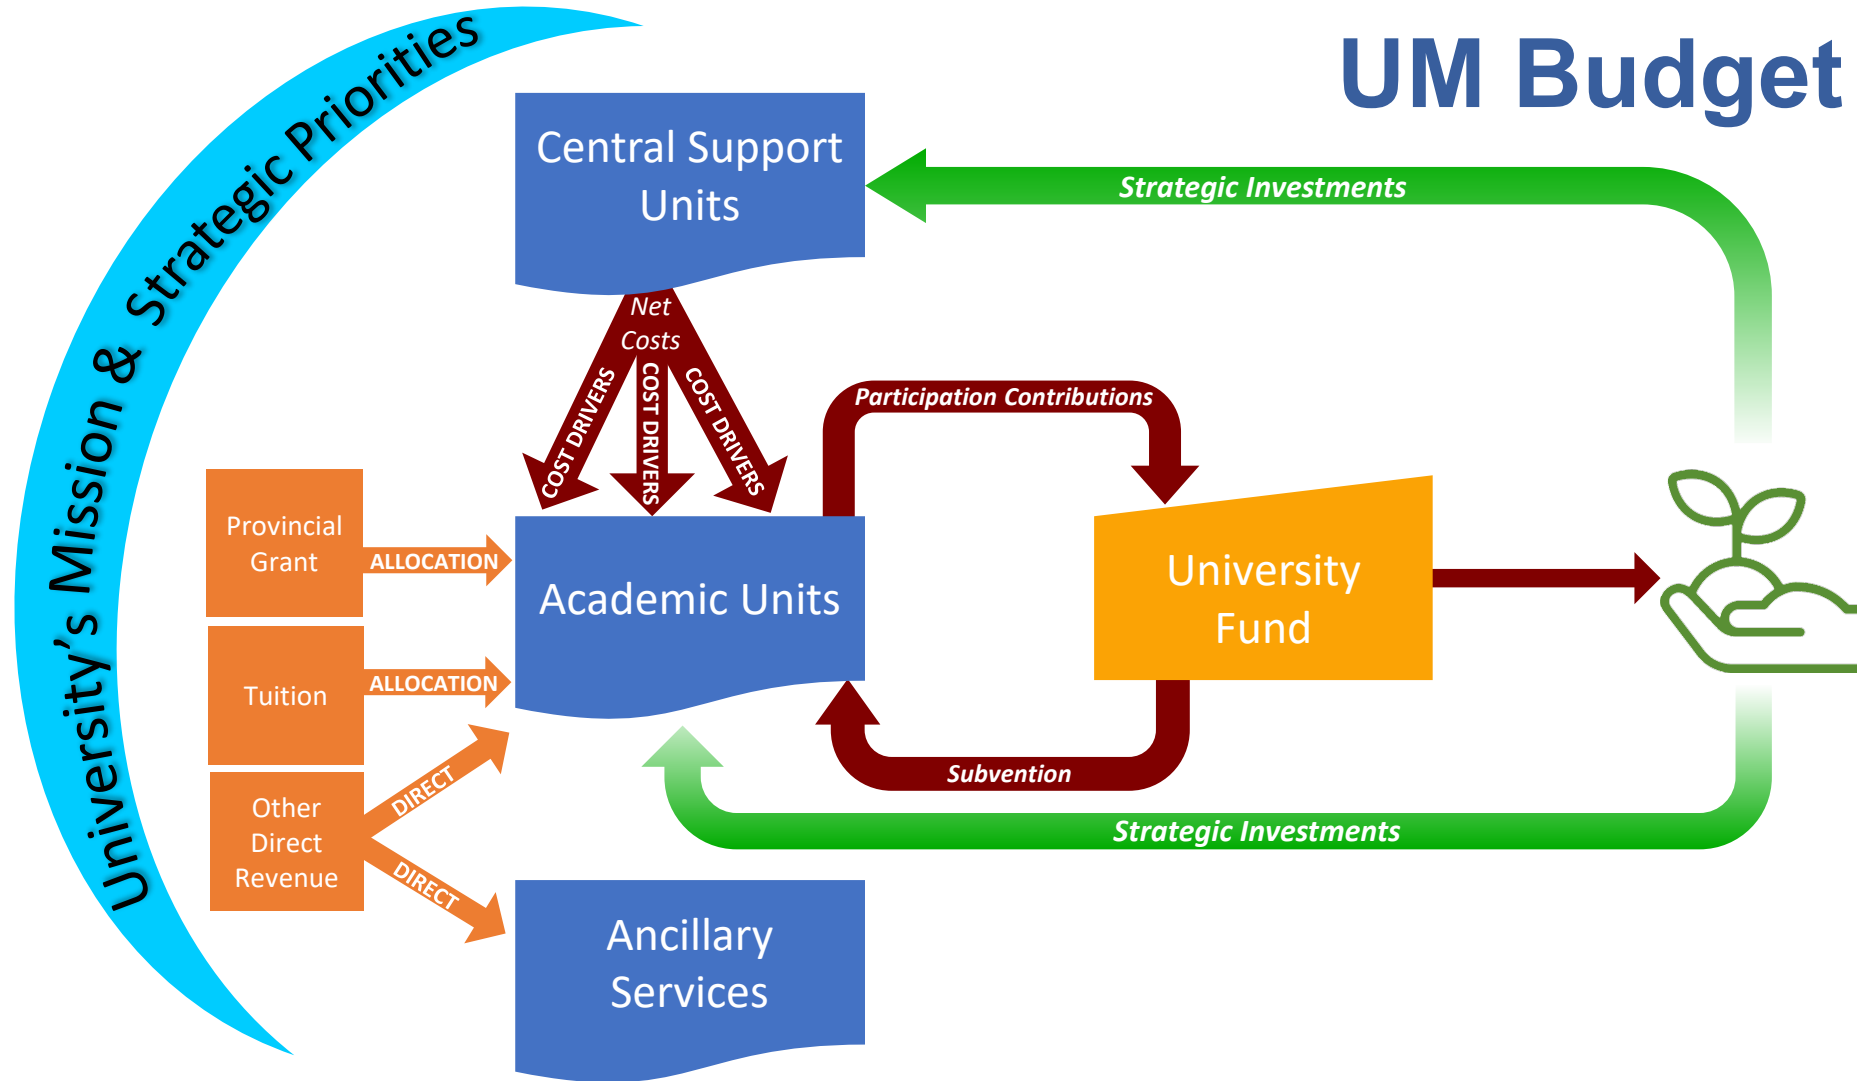 UM Budget
University's Mission & Strategic Priorities
Central Support
Units
Strategic Investments
Net
Costs
COST DRIVERS
COST DRIVERS
COST DRIVERS
Participation Contributions
Provincial
Grant
ALLOCATION
Academic Units
University
Fund
Tuition
ALLOCATION
Other
Direct
Revenue
DIRECT
DIRECT
Subvention
Strategic Investments
Ancillary
Services